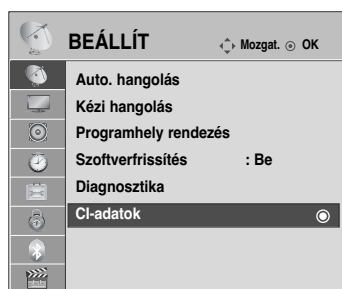 BEÁLLÍT Mozgat. OK
Auto. hangolás
Kézi hangolás
Programhely rendezés
Szoftverfrissítés : Be
Diagnosztika
CI-adatok